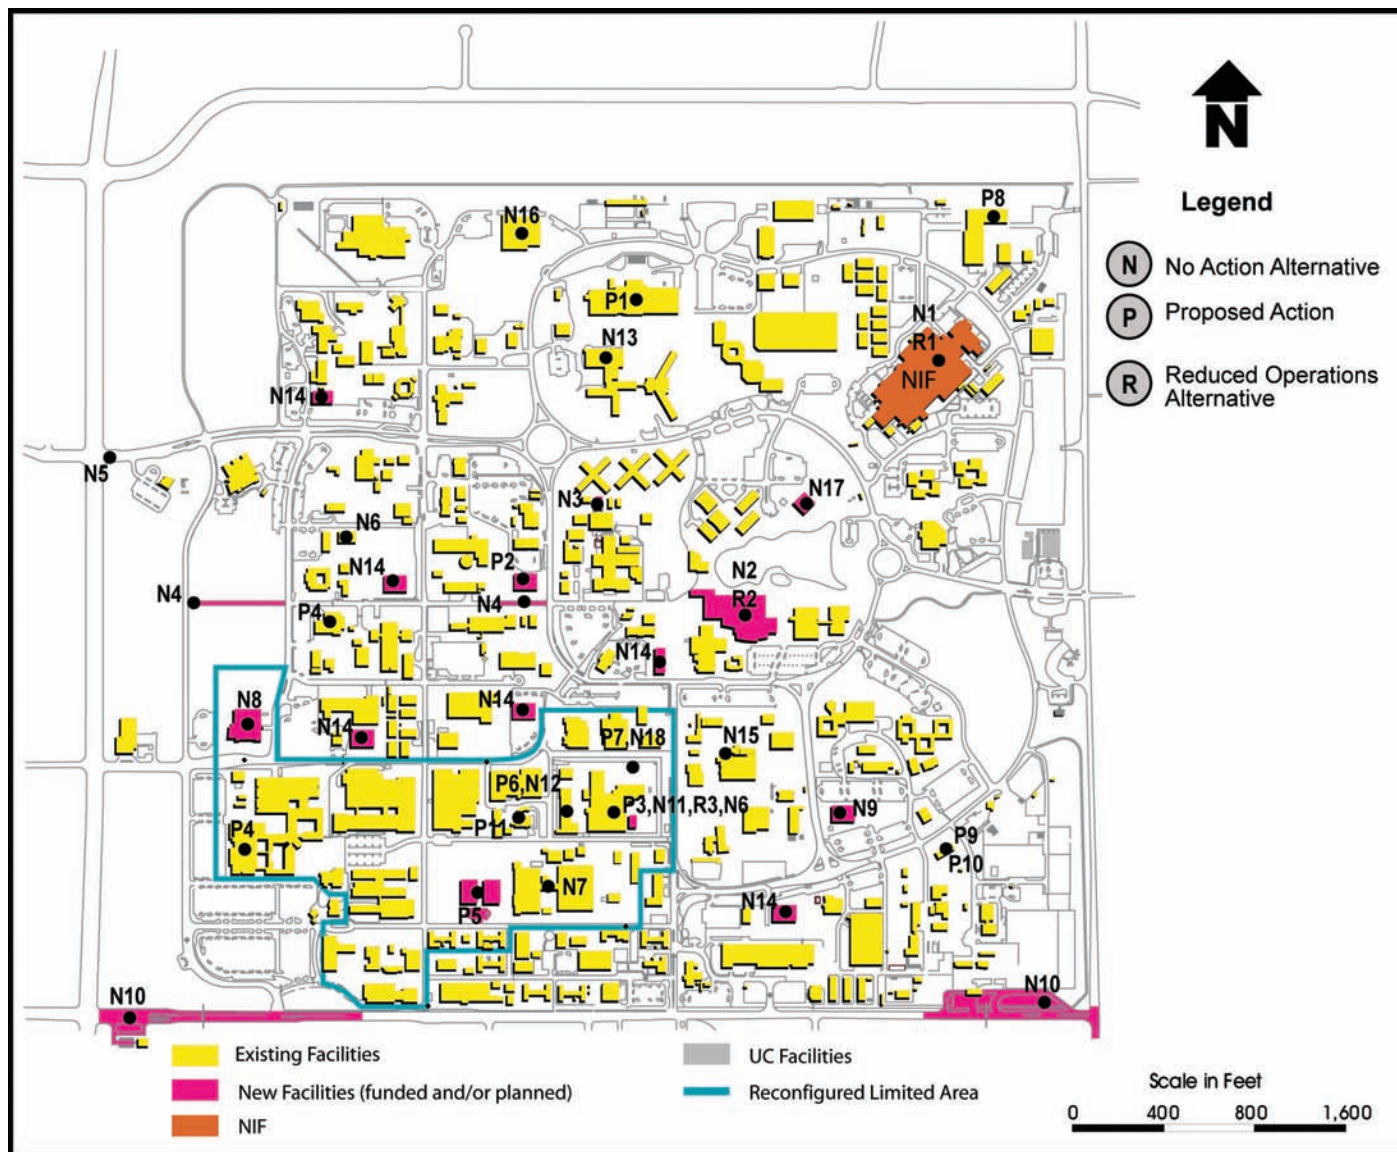 N
Legend
N No Action Alternative
P Proposed Action
R Reduced Operations
Alternative
P8
N16
P1
N1
N13
R1
NIF
N14
N5
N3
N17
N6
N14
P2
N2
N4
N4
R2
P4
N14
N8
N14
N14
P7,N18
N15
P6,N12
P3,N11,R3,N6
N9
P11
P4
P9
P10
N7
P5
N14
N10
N10
Existing Facilities
New Facilities (funded and/or planned)
NIF
UC Facilities
Reconfigured Limited Area
Scale in Feet
0 400 800 1,600